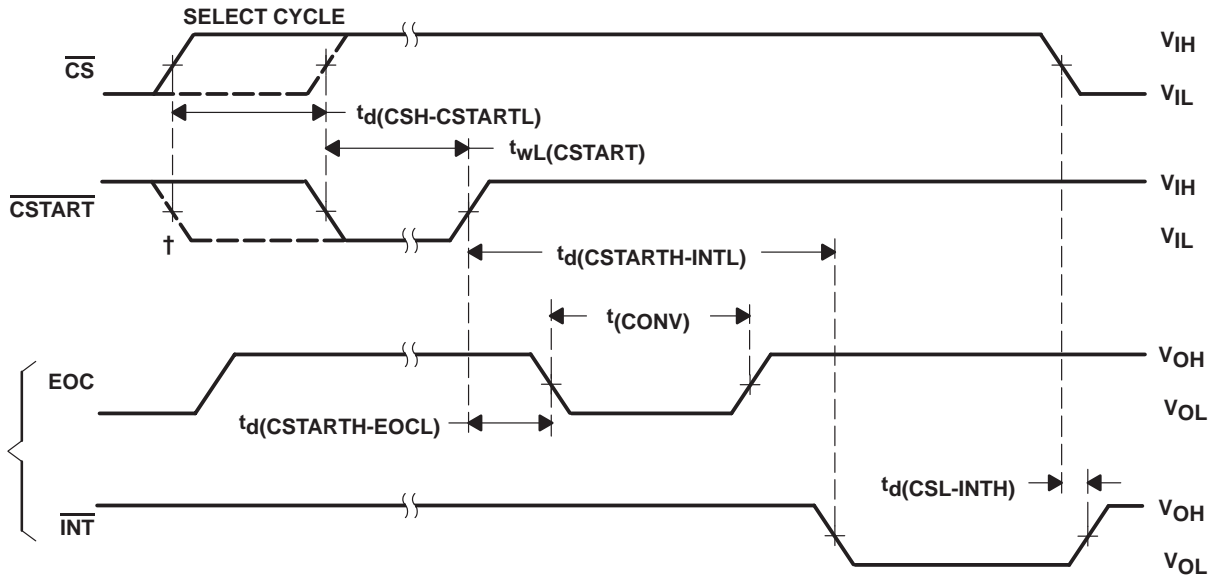 SELECT CYCLE
CS
VIH
VIL
td(CSH-CSTARTL)
twL(CSTART)
CSTART
†
VIH
VIL
td(CSTARTH-INTL)
t(CONV)
EOC
VOH
VOL
td(CSTARTH-EOCL)
td(CSL-INTH)
INT
VOH
VOL